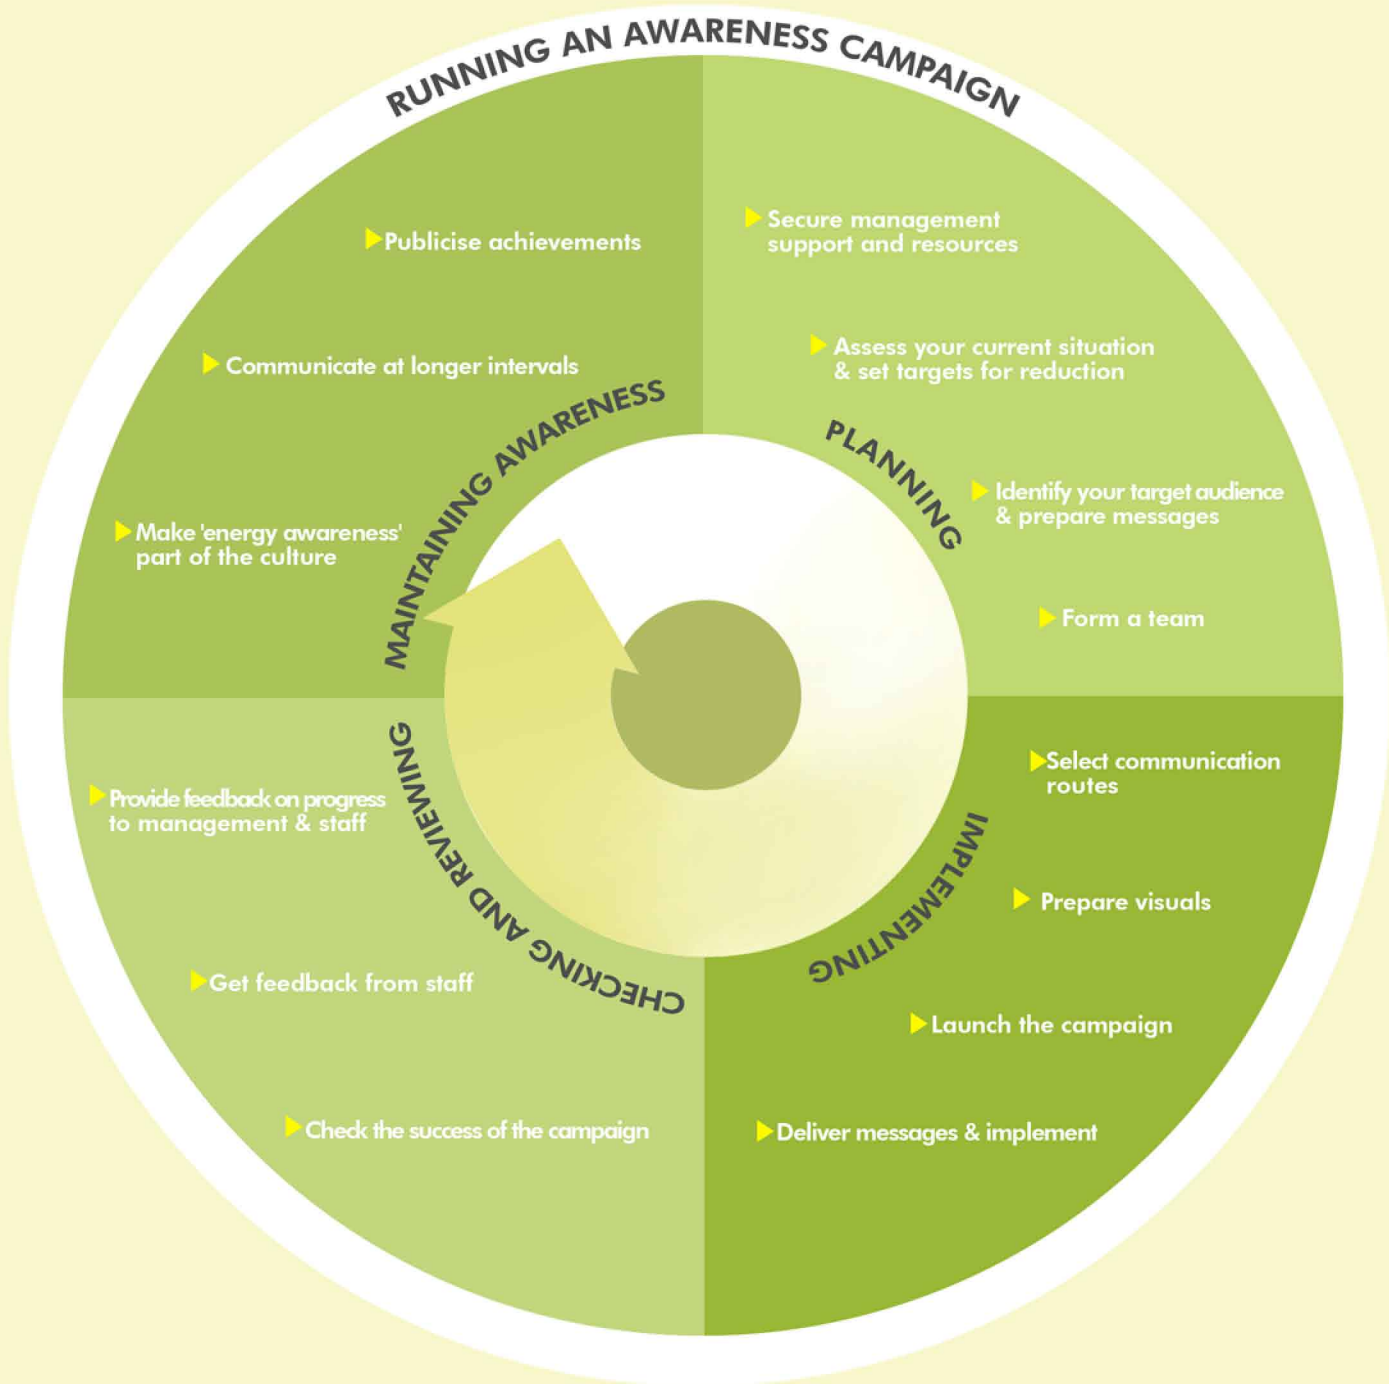 RUNNING AN AWARENESS CAMPAIGN
PLANNING
Secure management
support and resources
Assess your current situation
& set targets for reduction
Identify your target audience
& prepare messages
Form a team
IMPLEMENTING
Select communication
routes
Prepare visuals
Launch the campaign
Deliver messages & implement
CHECKING AND REVIEWING
Check the success of the campaign
Get feedback from staff
Provide feedback on progress
to management & staff
MAINTAINING AWARENESS
Make 'energy awareness'
part of the culture
Communicate at longer intervals
Publicise achievements